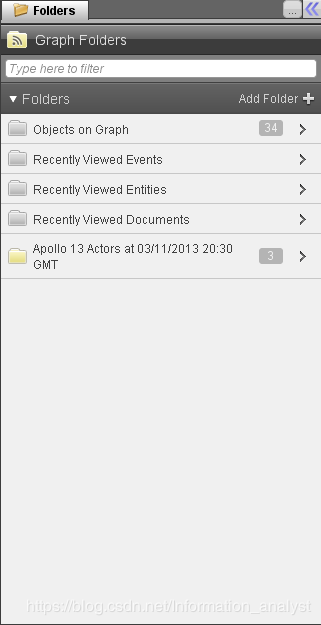 Folders
...
Graph Folders
Type here to filter
Folders
Add Folder
Objects on Graph
34
Recently Viewed Events
Recently Viewed Entities
Recently Viewed Documents
Apollo 13 Actors at 03/11/2013 20:30
GMT
3
https://blog.csdn.net/Information_analyst